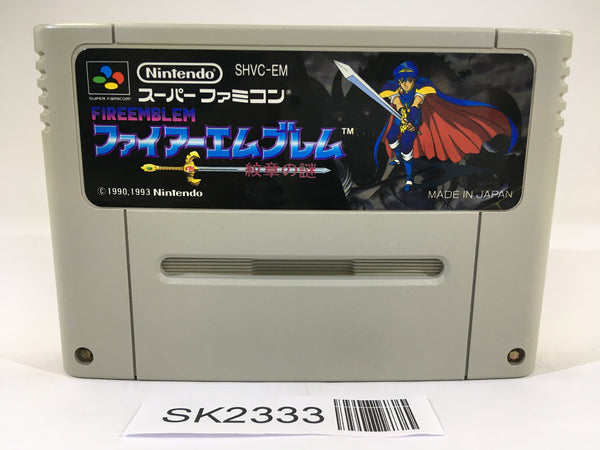 Nintendo SHVC-EM
SUPER FAMICOM
スーパーファミコン®
FIREEMBLEM
ファイアーエムブレム™
紋章の謎
©1990,1993 Nintendo
MADE IN JAPAN
SK2333